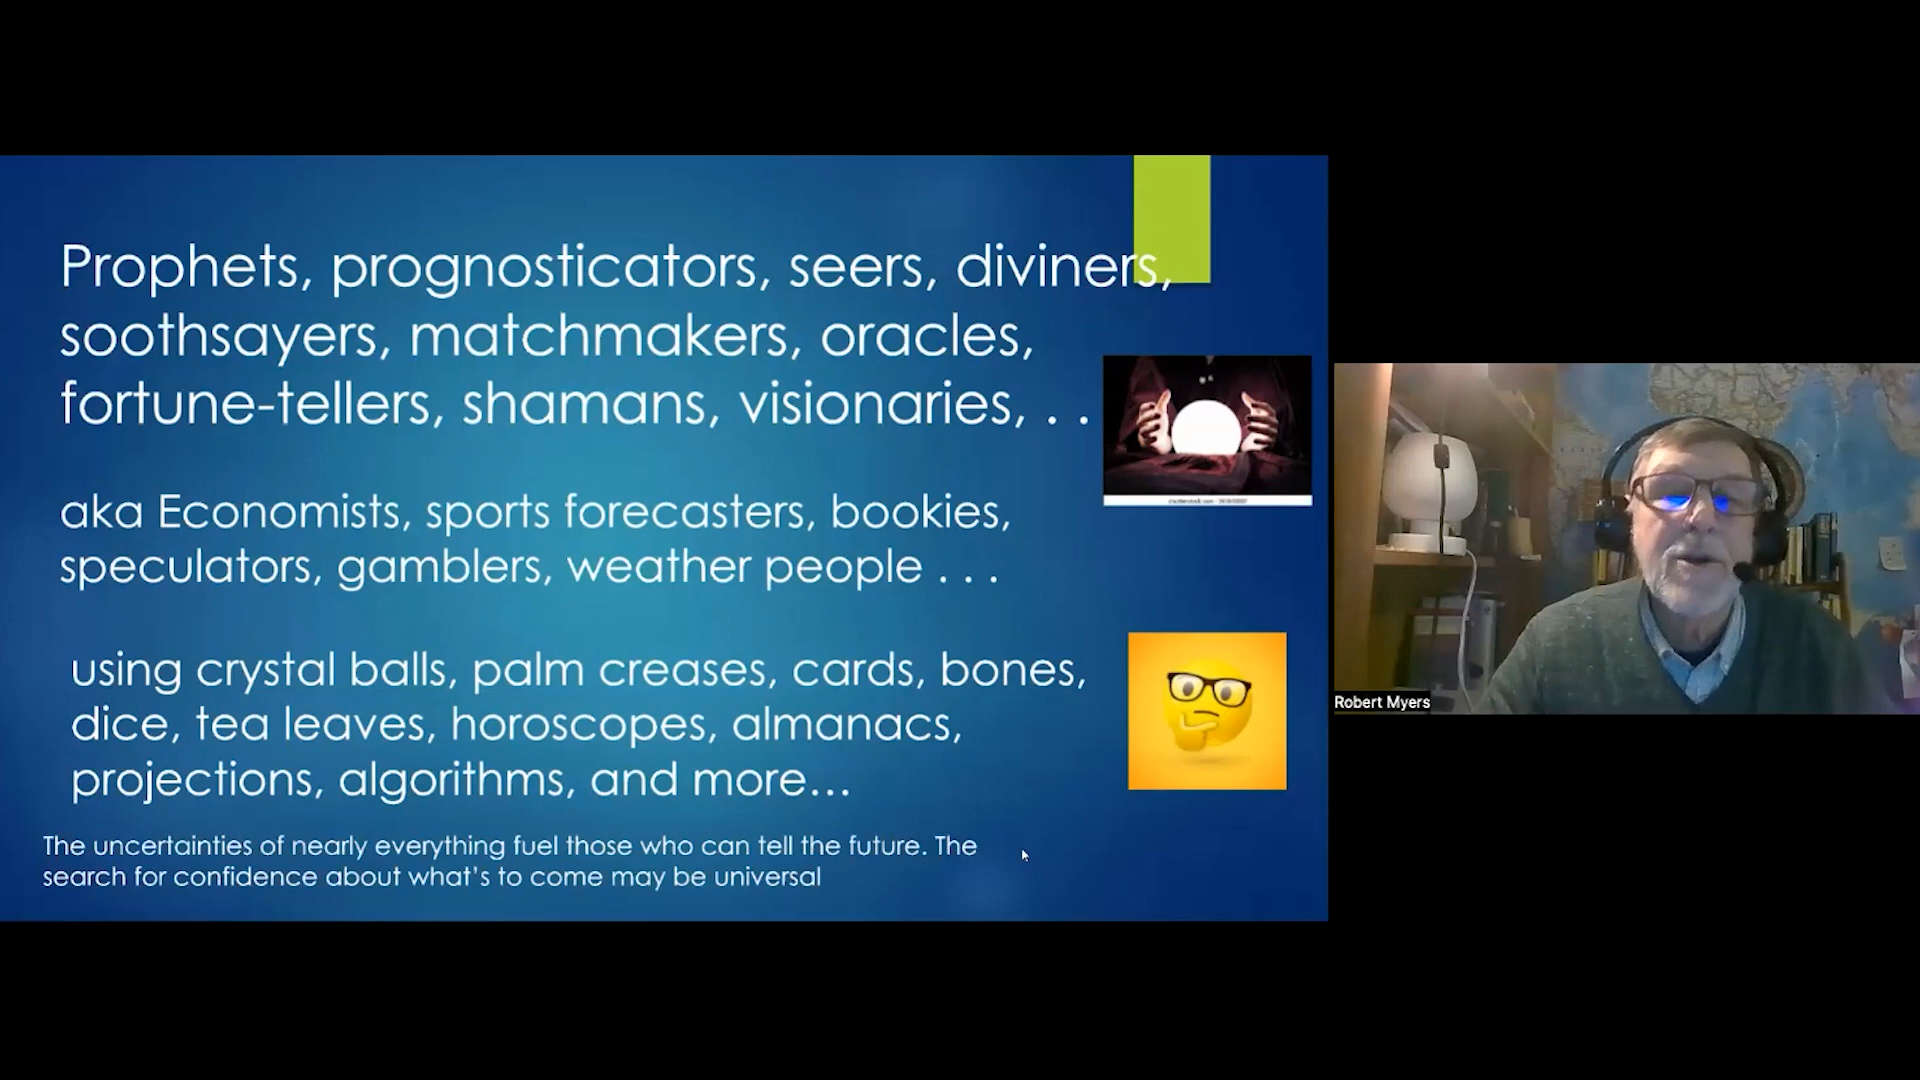 Prophets, prognosticators, seers, diviners,
soothsayers, matchmakers, oracles,
fortune-tellers, shamans, visionaries, . .
aka Economists, sports forecasters, bookies,
speculators, gamblers, weather people . . .
using crystal balls, palm creases, cards, bones,
dice, tea leaves, horoscopes, almanacs,
projections, algorithms, and more...
The uncertainties of nearly everything fuel those who can tell the future. The
search for confidence about what's to come may be universal
Robert Myers